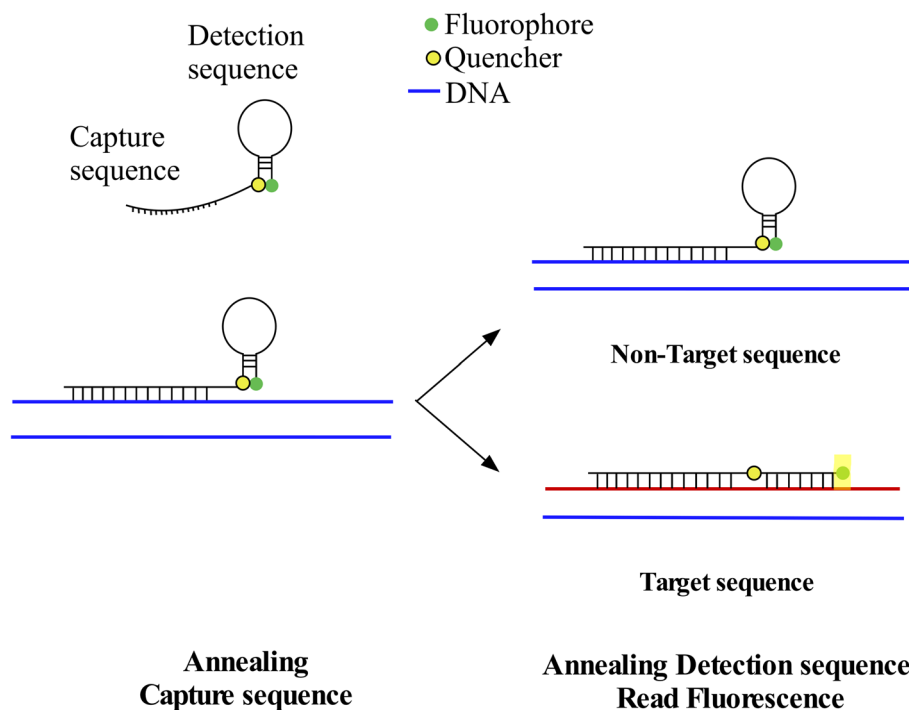 Detection
sequence
Fluorophore
Quencher
DNA
Capture
sequence
Non-Target sequence
Target sequence
Annealing
Capture sequence
Annealing Detection sequence
Read Fluorescence